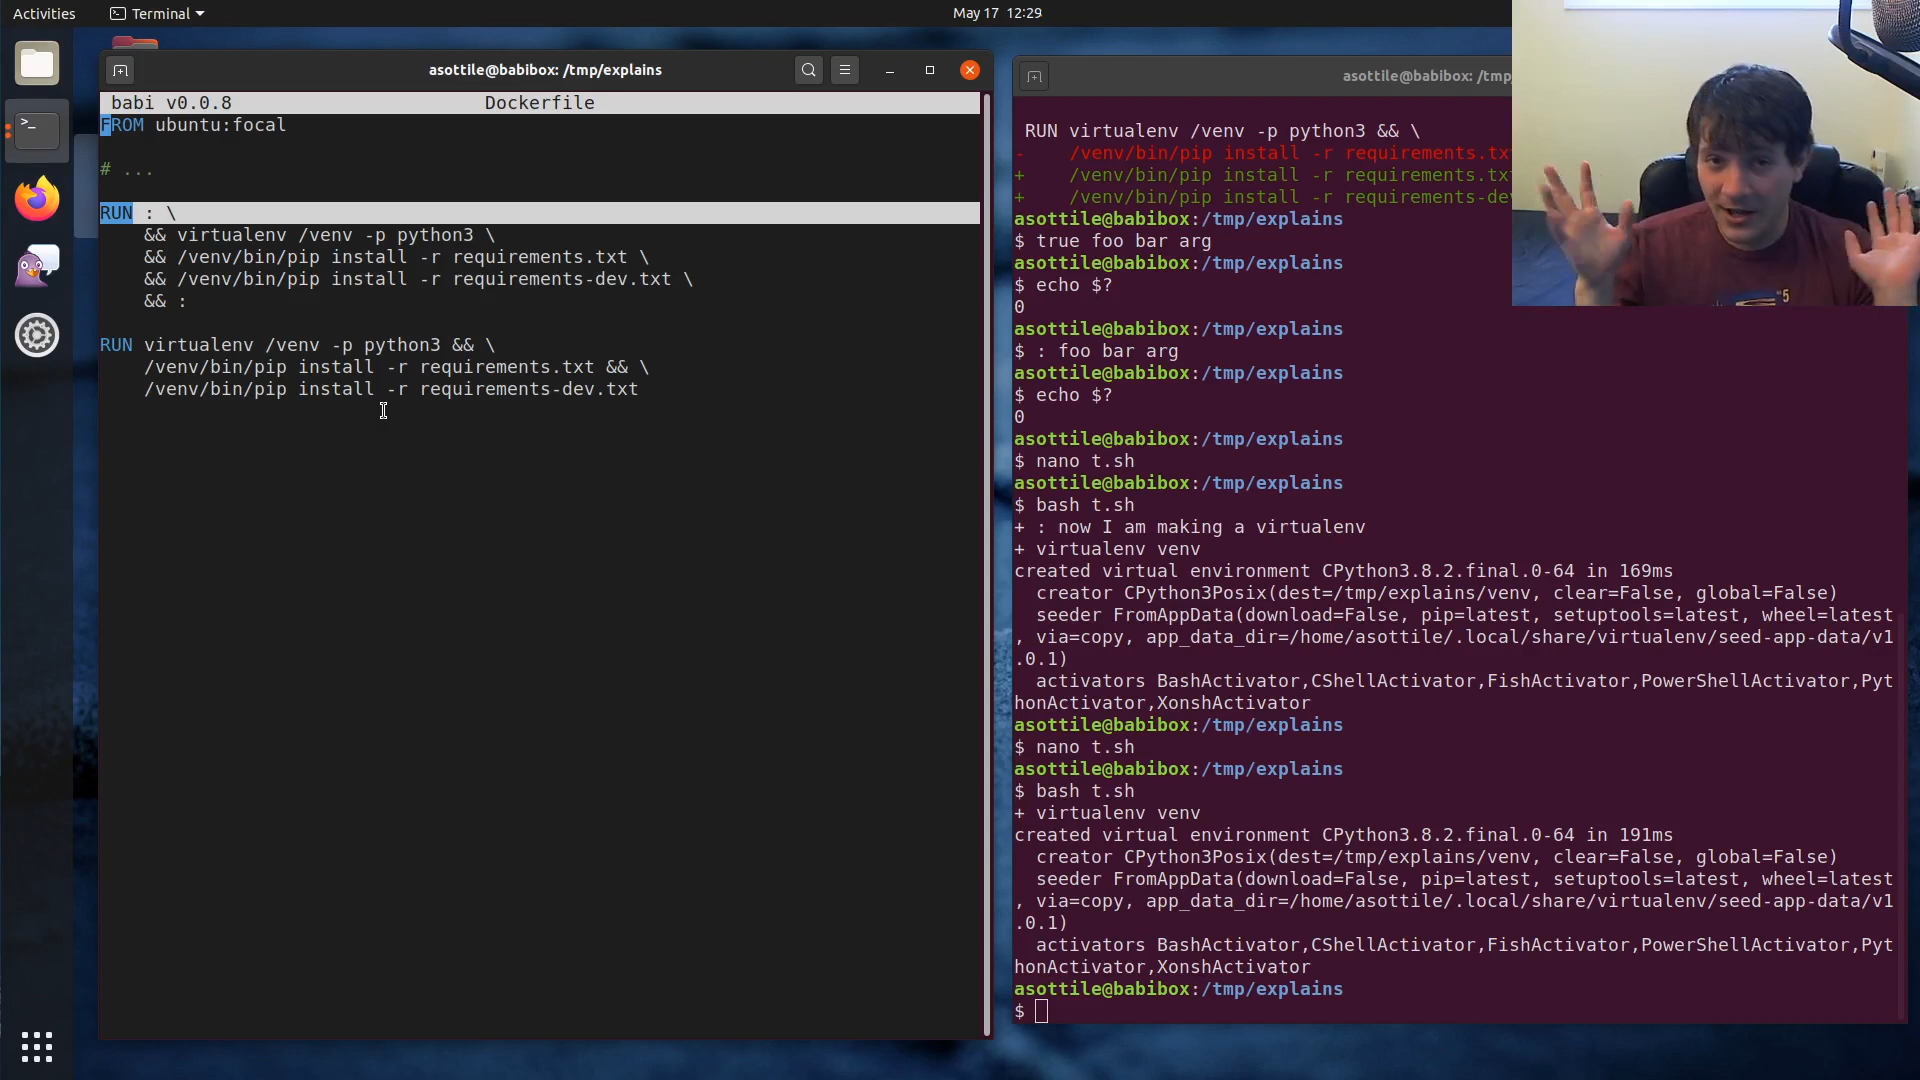 Activities
Terminal
May 17 12:29
asottile@babibox: /tmp/explains
babi v0.0.8
Dockerfile
FROM ubuntu:focal
# ...
RUN : \
&& virtualenv /venv -p python3 \
&& /venv/bin/pip install -r requirements.txt \
&& /venv/bin/pip install -r requirements-dev.txt \
&& :
RUN virtualenv /venv -p python3 && \
/venv/bin/pip install -r requirements.txt && \
/venv/bin/pip install -r requirements-dev.txt
asottile@babibox: /tmp
RUN virtualenv /venv -p python3 && \
- /venv/bin/pip install -r requirements.tx
+ /venv/bin/pip install -r requirements.tx
+ /venv/bin/pip install -r requirements-de
asottile@babibox:/tmp/explains
$ true foo bar arg
asottile@babibox:/tmp/explains
$ echo $?
0
asottile@babibox:/tmp/explains
$ : foo bar arg
asottile@babibox:/tmp/explains
$ echo $?
0
asottile@babibox:/tmp/explains
$ nano t.sh
asottile@babibox:/tmp/explains
$ bash t.sh
+ : now I am making a virtualenv
+ virtualenv venv
created virtual environment CPython3.8.2.final.0-64 in 169ms
creator CPython3Posix(dest=/tmp/explains/venv, clear=False, global=False)
seeder FromAppData(download=False, pip=latest, setuptools=latest, wheel=latest
, via=copy, app_data_dir=/home/asottile/.local/share/virtualenv/seed-app-data/v1
.0.1)
activators BashActivator,CShellActivator,FishActivator,PowerShellActivator,Pyt
honActivator,XonshActivator
asottile@babibox:/tmp/explains
$ nano t.sh
asottile@babibox:/tmp/explains
$ bash t.sh
+ virtualenv venv
created virtual environment CPython3.8.2.final.0-64 in 191ms
creator CPython3Posix(dest=/tmp/explains/venv, clear=False, global=False)
seeder FromAppData(download=False, pip=latest, setuptools=latest, wheel=latest
, via=copy, app_data_dir=/home/asottile/.local/share/virtualenv/seed-app-data/v1
.0.1)
activators BashActivator,CShellActivator,FishActivator,PowerShellActivator,Pyt
honActivator,XonshActivator
asottile@babibox:/tmp/explains
$